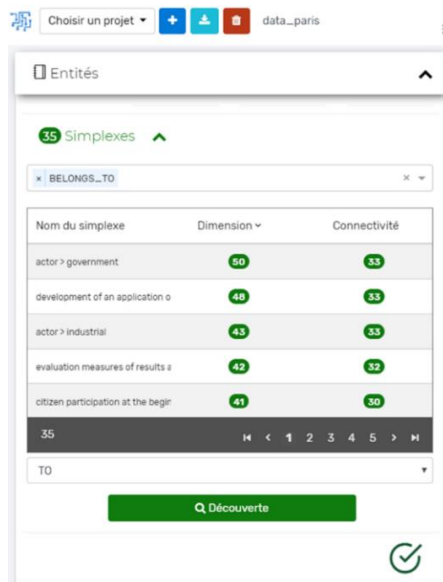 Choisir un projet data_paris
Entités
35 Simplexes
× BELONGS_TO ×
Nom du simplexe Dimension Connectivité
actor > government 50 33
development of an application o 48 33
actor > industrial 43 33
evaluation measures of results a 42 32
citizen participation at the begin 41 30
35 1 2 3 4 5
TO
Découverte